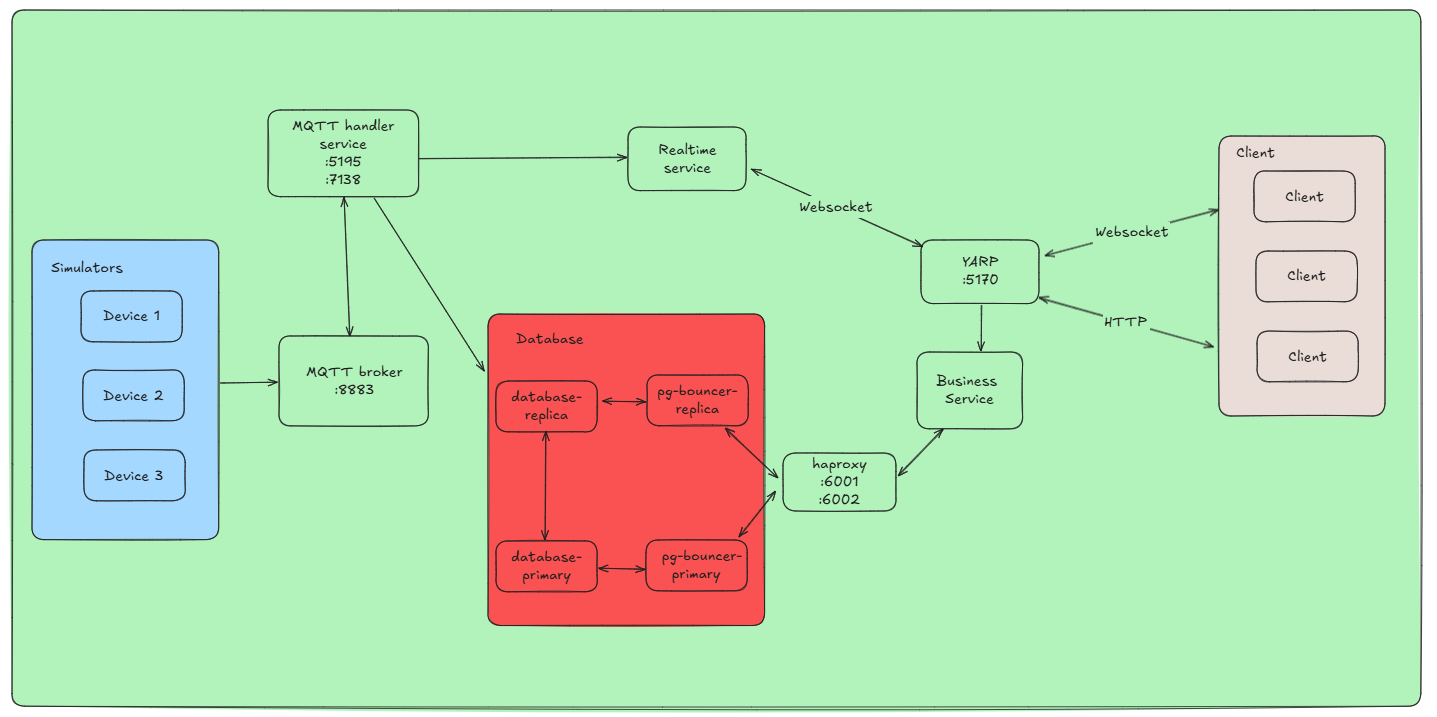 MQTT handler
service
:5195
:7138
Realtime
service
Client
Client
Client
Client
Websocket
Websocket
YARP
:5170
HTTP
Simulators
Device 1
Device 2
Device 3
MQTT broker
:8883
Database
database-
replica
pg-bouncer-
replica
database-
primary
pg-bouncer-
primary
haproxy
:6001
:6002
Business
Service